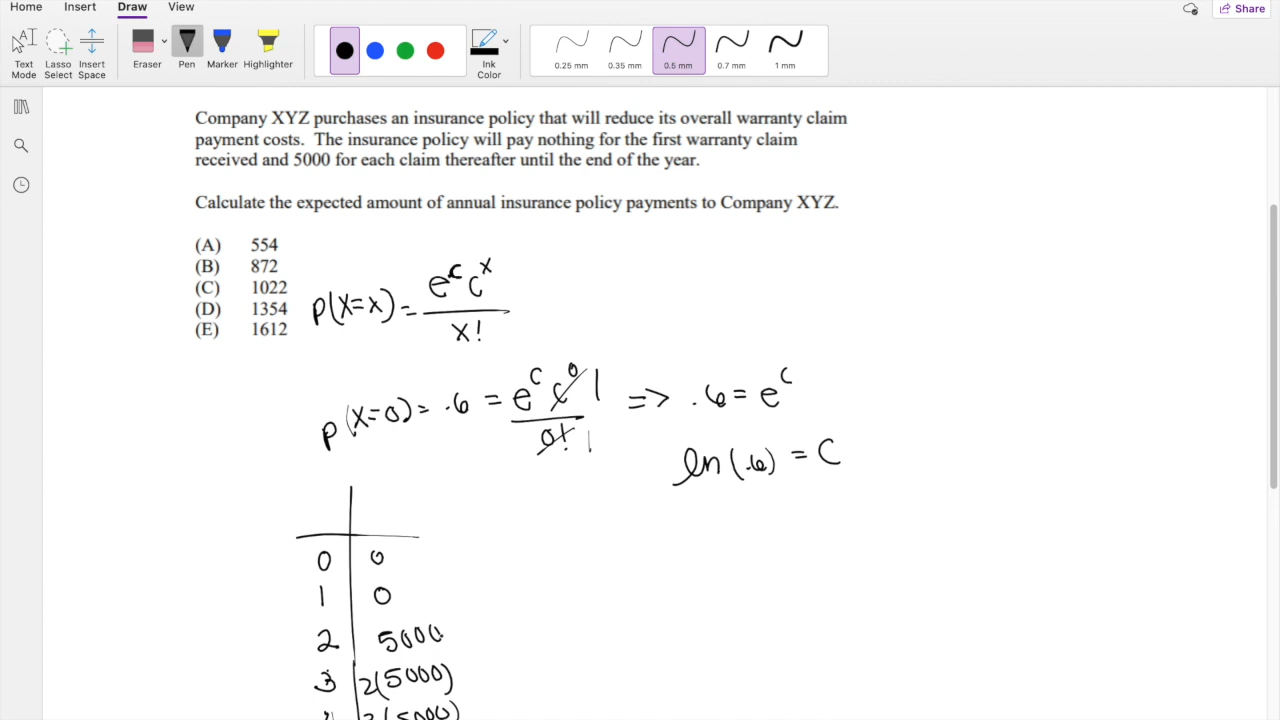 Home Insert Draw View Share
Text Mode
Lasso Select
Insert Space
Eraser
Pen
Marker
Highlighter
Ink Color
0.25 mm
0.35 mm
0.5 mm
0.7 mm
1 mm
Company XYZ purchases an insurance policy that will reduce its overall warranty claim
payment costs. The insurance policy will pay nothing for the first warranty claim
received and 5000 for each claim thereafter until the end of the year.
Calculate the expected amount of annual insurance policy payments to Company XYZ.
(A) 554
(B) 872
(C) 1022
(D) 1354
(E) 1612
P(X=x) = e^c c^x / x!
P(X=0) = .6 = e^c c^0 1 / 0! 1 => .6 = e^c
ln(.6) = C
0 0
1 0
2 5000
3 2(5000)